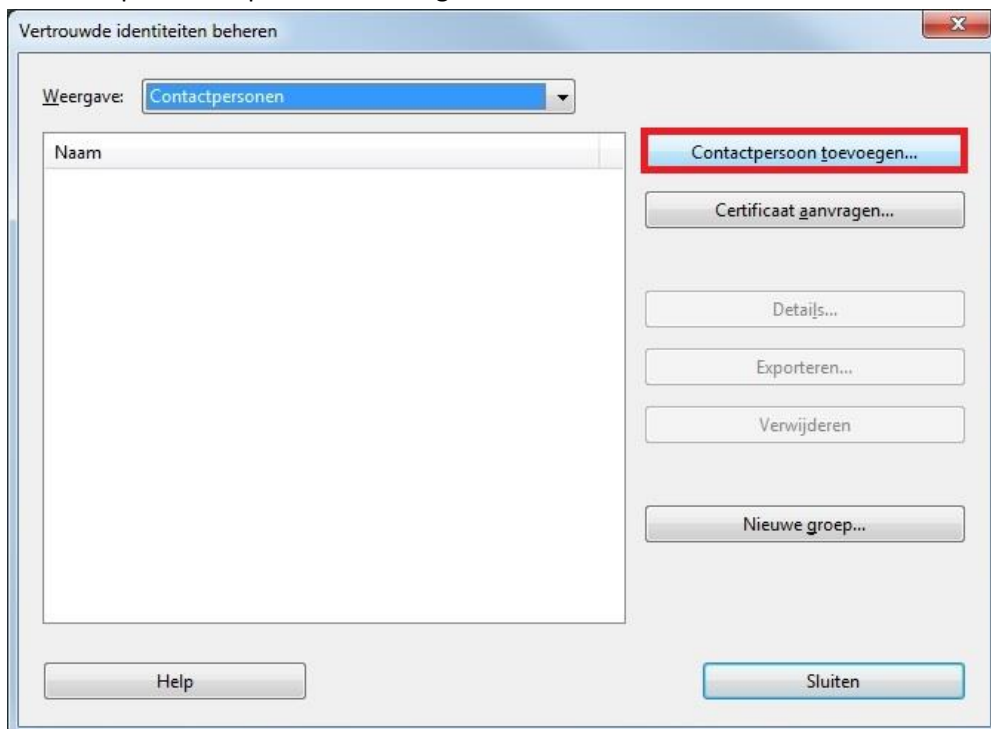 Vertrouwde identiteiten beheren
Weergave: Contactpersonen
Naam
Contactpersoon toevoegen...
Certificaat aanvragen...
Details...
Exporteren...
Verwijderen
Nieuwe groep...
Help
Sluiten